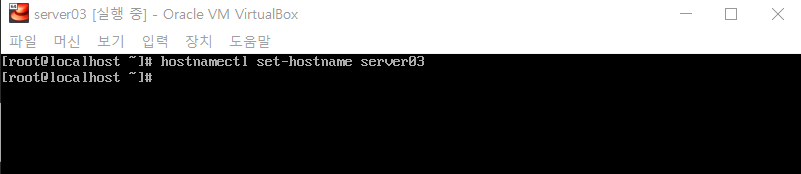 server03 [실행 중] - Oracle VM VirtualBox
파일 머신 보기 입력 장치 도움말
[root@localhost ~]# hostnamectl set-hostname server03
[root@localhost ~]#